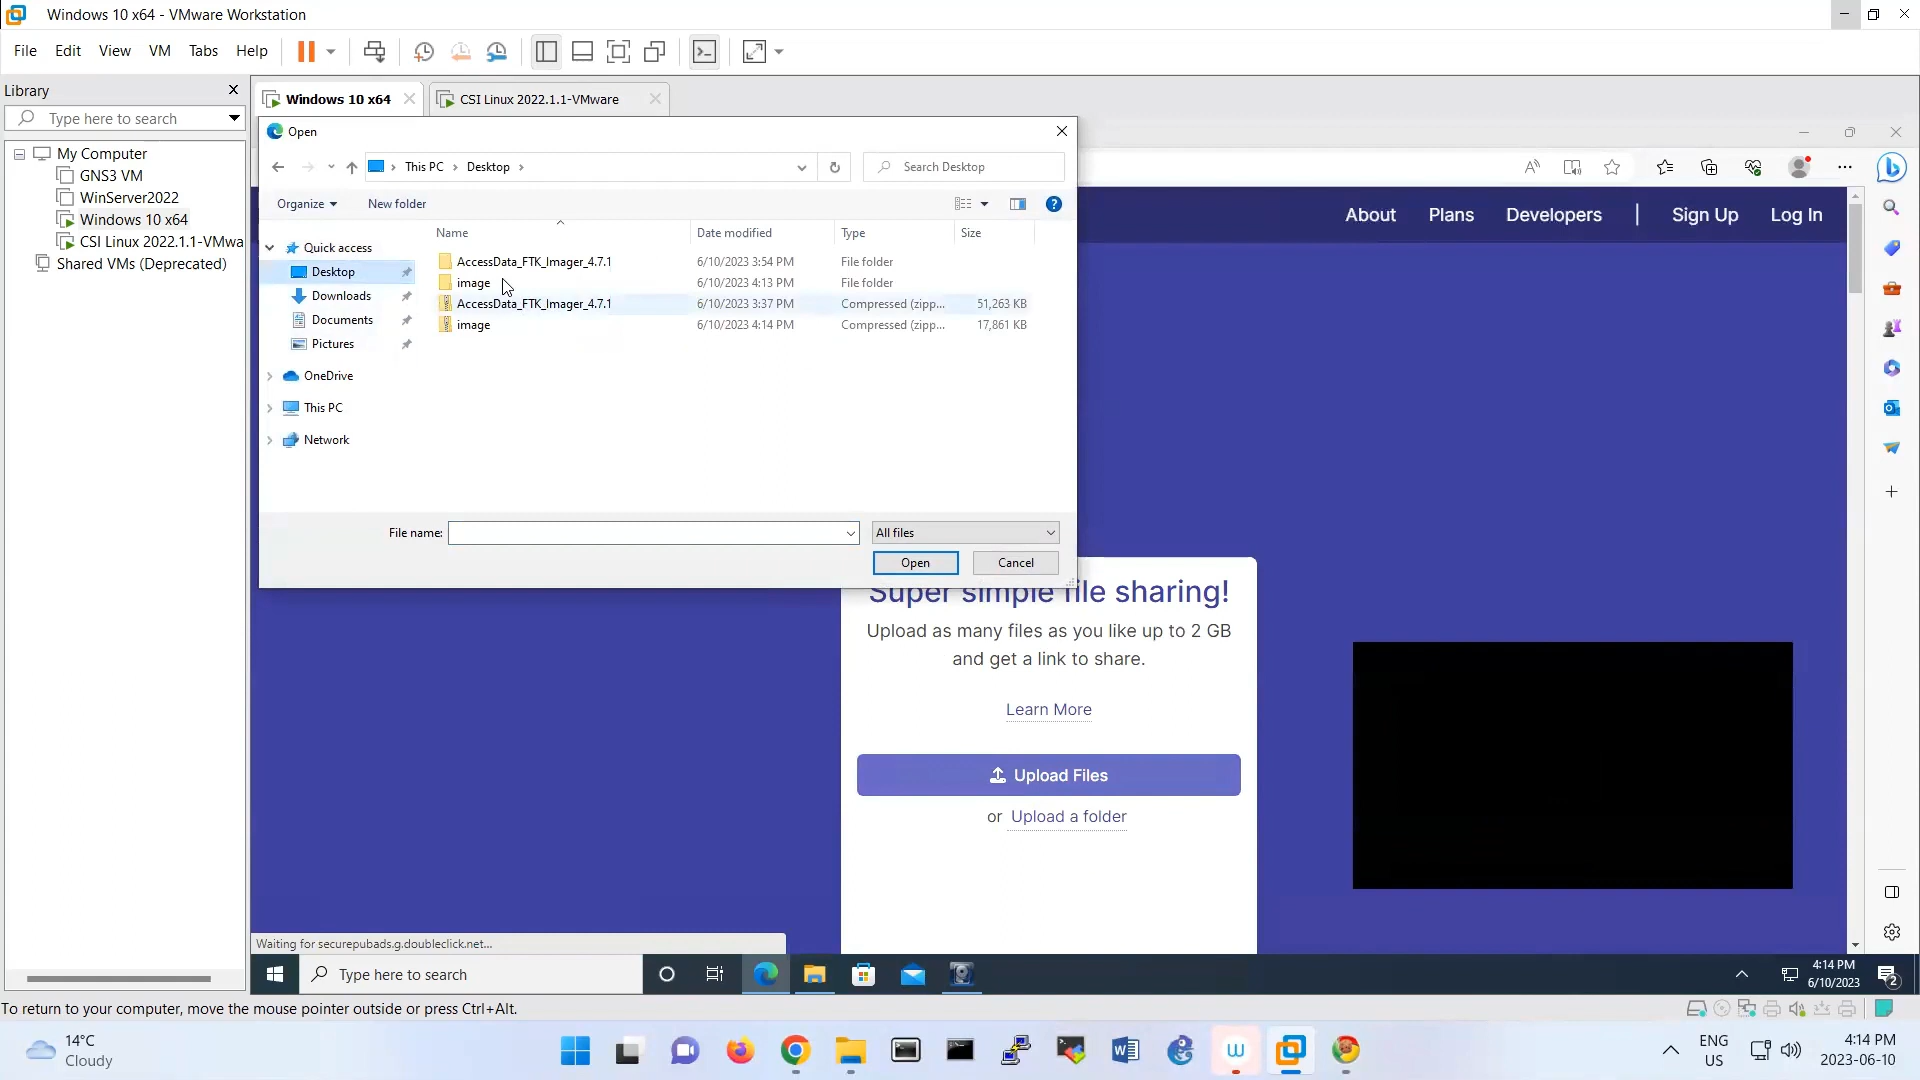 Windows 10 x64 - VMware Workstation
File Edit View VM Tabs Help
Library
Type here to search
My Computer
GNS3 VM
WinServer2022
Windows 10 x64
CSI Linux 2022.1.1-VMwa
Shared VMs (Deprecated)
Windows 10 x64
CSI Linux 2022.1.1-VMware
Open
This PC Desktop
Search Desktop
Organize New folder
Name Date modified Type Size
Quick access
Desktop
Downloads
Documents
Pictures
OneDrive
This PC
Network
AccessData_FTK_Imager_4.7.1 6/10/2023 3:54 PM File folder
image 6/10/2023 4:13 PM File folder
AccessData_FTK_Imager_4.7.1 6/10/2023 3:37 PM Compressed (zipp... 51,263 KB
image 6/10/2023 4:14 PM Compressed (zipp... 17,861 KB
File name:
All files
Open Cancel
About Plans Developers | Sign Up Log In
Super simple file sharing!
Upload as many files as you like up to 2 GB
and get a link to share.
Learn More
Upload Files
or Upload a folder
Waiting for securepubads.g.doubleclick.net...
Type here to search
4:14 PM
6/10/2023
2
To return to your computer, move the mouse pointer outside or press Ctrl+Alt.
14°C
Cloudy
ENG
US
4:14 PM
2023-06-10